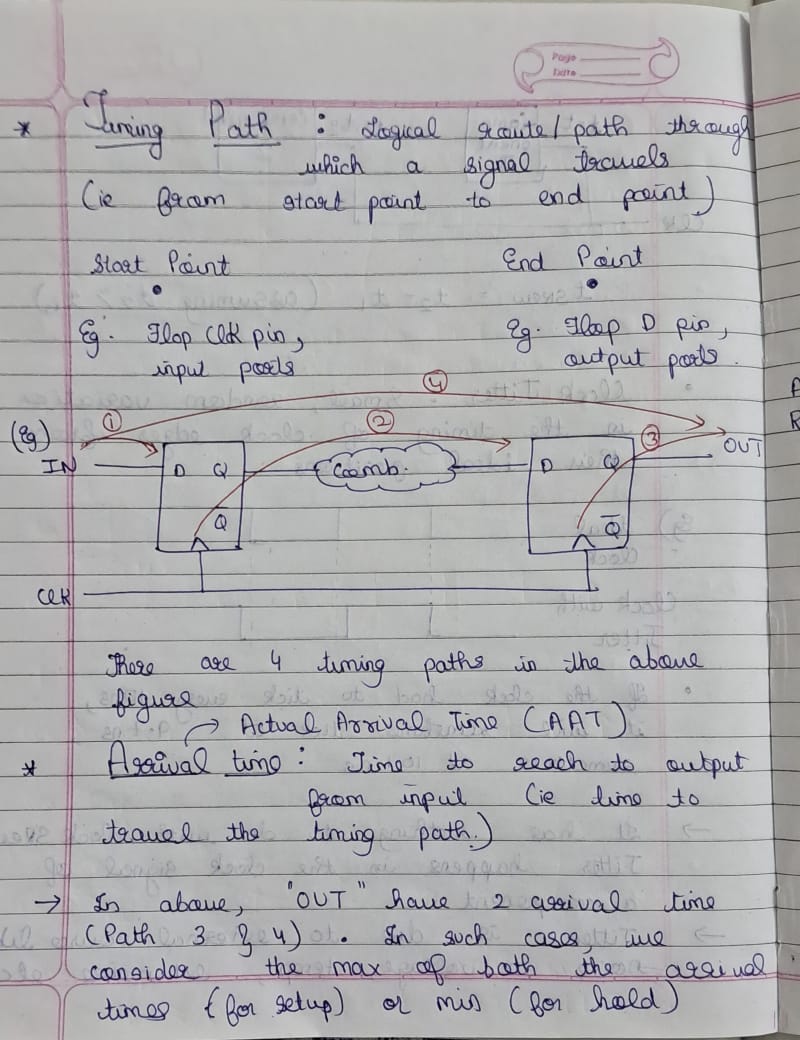 Page
Date
* Timing Path : Logical route/path through
which a signal travels
(ie from start point to end point)
Start Point
End Point
Eg. Flop Clk pin,
input ports
Eg. Flop D pin,
output ports.
(Eg)
1
4
2
3
IN
D Q
Comb.
D Q
OUT
Q̅
Q̅
Clk
There are 4 timing paths in the above
figure
→ Actual Arrival Time (AAT)
* Arrival time : Time to reach to output
from input (ie time to
travel the timing path.)
→ In above, "OUT" have 2 arrival time
(Path 3 & 4). In such cases, we
consider the max of both the arrival
times (for setup) or min (for hold)
A
R